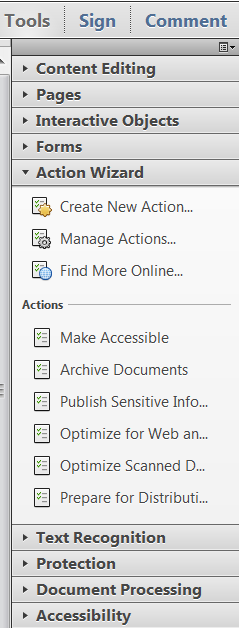 Tools Sign Comment
Content Editing
Pages
Interactive Objects
Forms
Action Wizard
Create New Action...
Manage Actions...
Find More Online...
Actions
Make Accessible
Archive Documents
Publish Sensitive Info...
Optimize for Web an...
Optimize Scanned D...
Prepare for Distributi...
Text Recognition
Protection
Document Processing
Accessibility